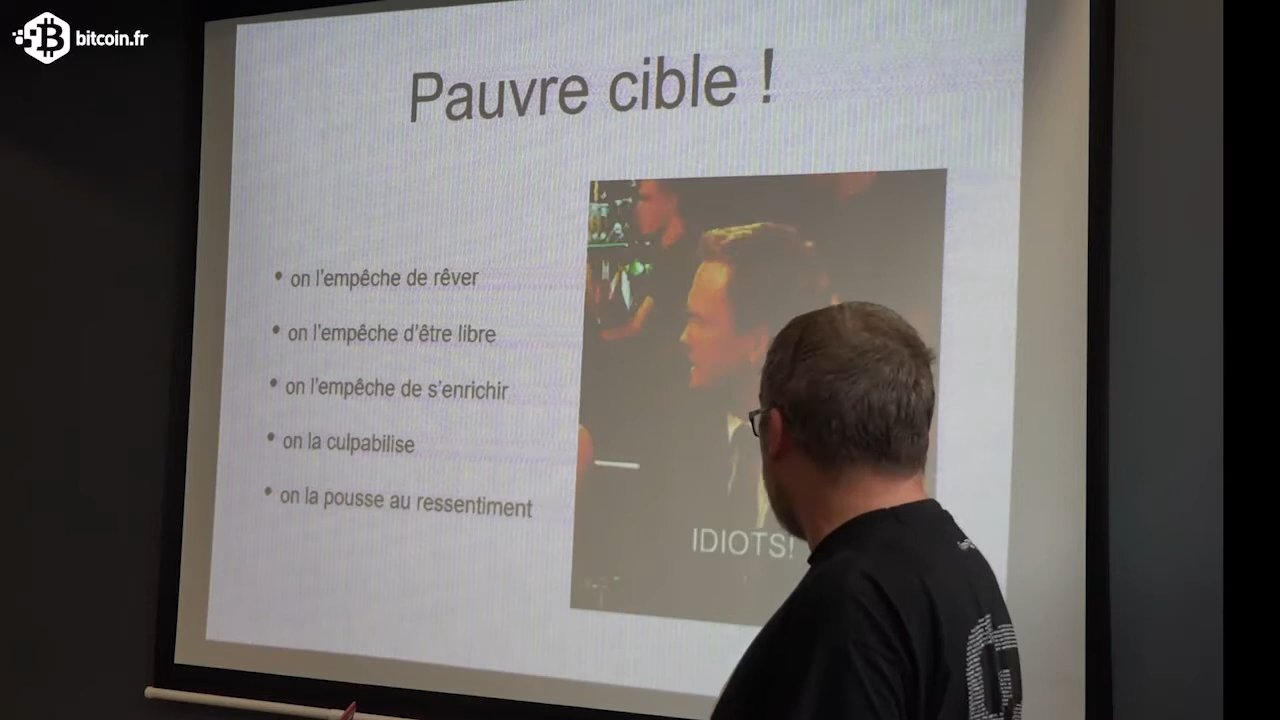 bitcoin.fr
Pauvre cible !
• on l'empêche de rêver
• on l'empêche d'être libre
• on l'empêche de s'enrichir
• on la culpabilise
• on la pousse au ressentiment
IDIOTS!